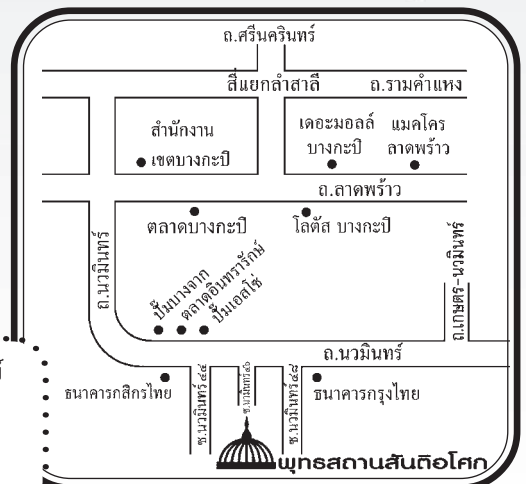 ถ.ศรีนครินทร์
สี่แยกลำสาลี
ถ.รามคำแหง
สำนักงาน
เขตบางกะปิ
เดอะมอลล์
บางกะปิ
แมคโคร
ลาดพร้าว
ถ.ลาดพร้าว
ตลาดบางกะปิ
โลตัส บางกะปิ
ถ.นวมินทร์
ปั๊มบางจาก
ตลาดอินทรารักษ์
ปั๊มเอสโซ่
ถ.เกษตร-นวมินทร์
ถ.นวมินทร์
ธนาคารกสิกรไทย
ซ.นวมินทร์ ๔๔
ซ.นวมินทร์ ๔๖
ซ.นวมินทร์ ๔๘
ธนาคารกรุงไทย
พุทธสถานสันติอโศก